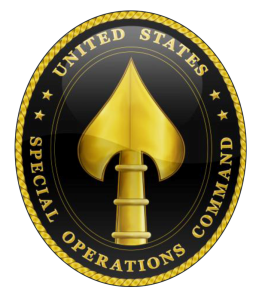 UNITED STATES
SPECIAL OPERATIONS COMMAND